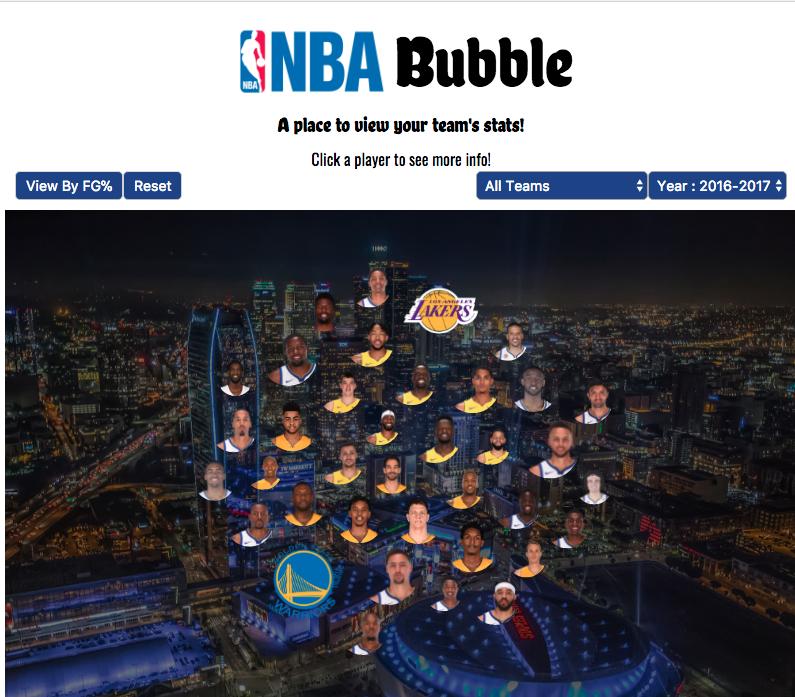 NBA NBA Bubble
A place to view your team's stats!
Click a player to see more info!
View By FG% Reset All Teams Year : 2016-2017
LOS ANGELES
LAKERS
WARRIORS